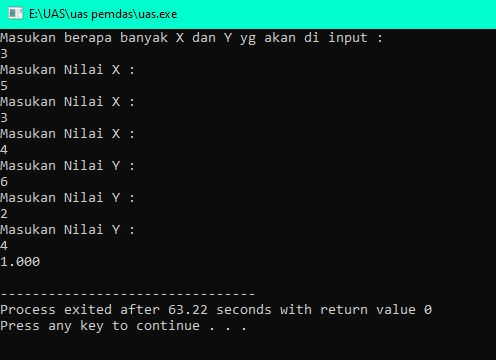 E:\UAS\uas pemdas\uas.exe
Masukan berapa banyak X dan Y yg akan di input :
3
Masukan Nilai X :
5
Masukan Nilai X :
3
Masukan Nilai X :
4
Masukan Nilai Y :
6
Masukan Nilai Y :
2
Masukan Nilai Y :
4
1.000
--------------------------------
Process exited after 63.22 seconds with return value 0
Press any key to continue . . .